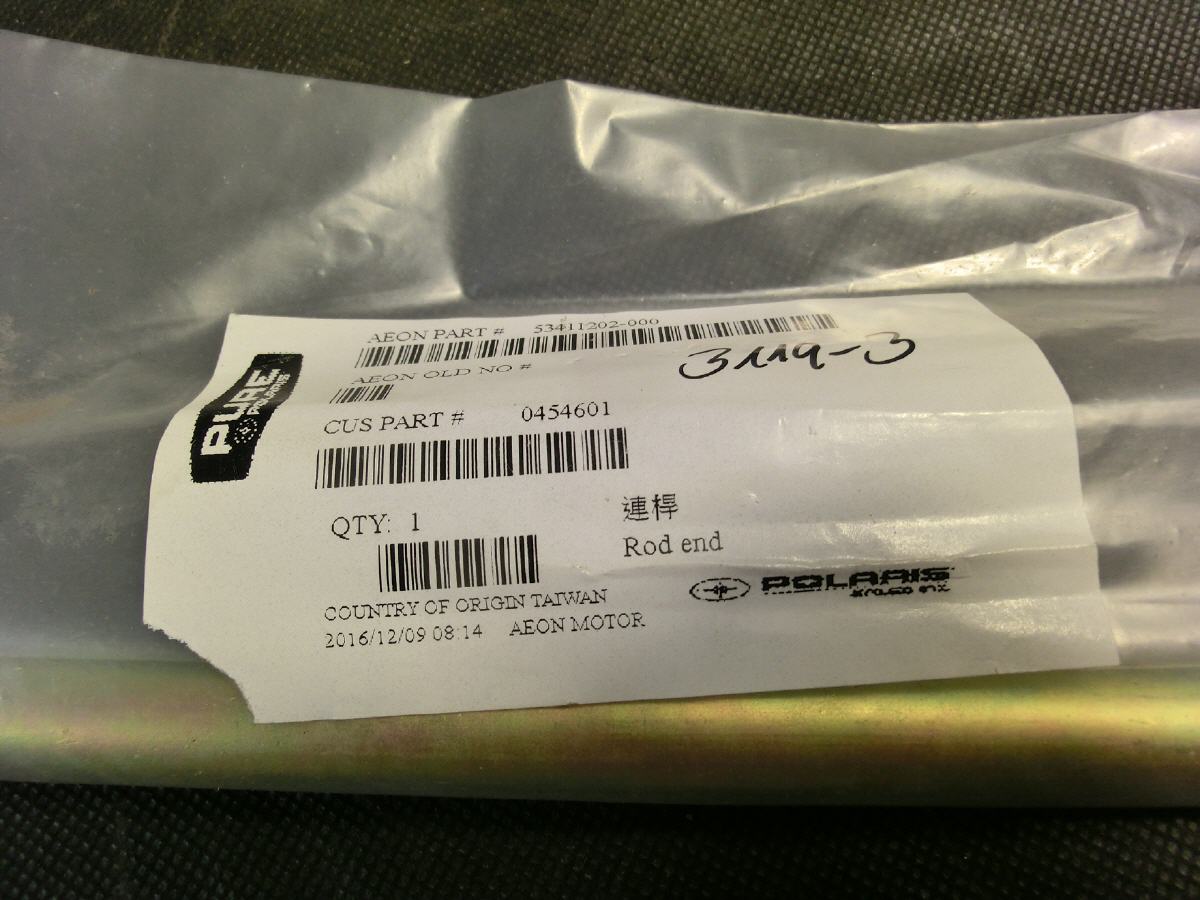 AEON PART # 53411202-000
3119-3
AEON OLD NO #
PURE
POLARIS
CUS PART # 0454601
QTY: 1
連桿
Rod end
POLARIS
COUNTRY OF ORIGIN TAIWAN
2016/12/09 08:14 AEON MOTOR